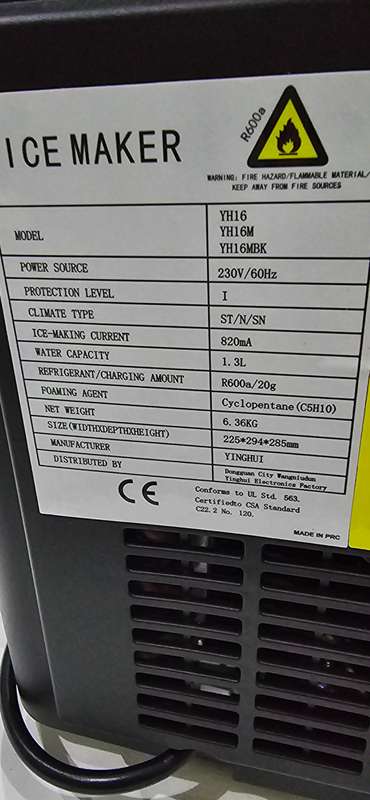 R600a
ICE MAKER
WARNING: FIRE HAZARD/FLAMMABLE MATERIAL/
KEEP AWAY FROM FIRE SOURCES
MODEL
YH16
YH16M
YH16MBK
POWER SOURCE 230V/60Hz
PROTECTION LEVEL I
CLIMATE TYPE ST/N/SN
ICE-MAKING CURRENT 820mA
WATER CAPACITY 1.3L
REFRIGERANT/CHARGING AMOUNT R600a/20g
FOAMING AGENT Cyclopentane(C5H10)
NET WEIGHT 6.36KG
SIZE(WIDTHXDEPTHXHEIGHT) 225*294*285mm
MANUFACTURER YINGHUI
DISTRIBUTED BY Dongguan City Wangniudun
Yinghui Electronics Factory
CE
Conforms to UL Std. 563.
Certifiedto CSA Standard
C22.2 No. 120.
MADE IN PRC